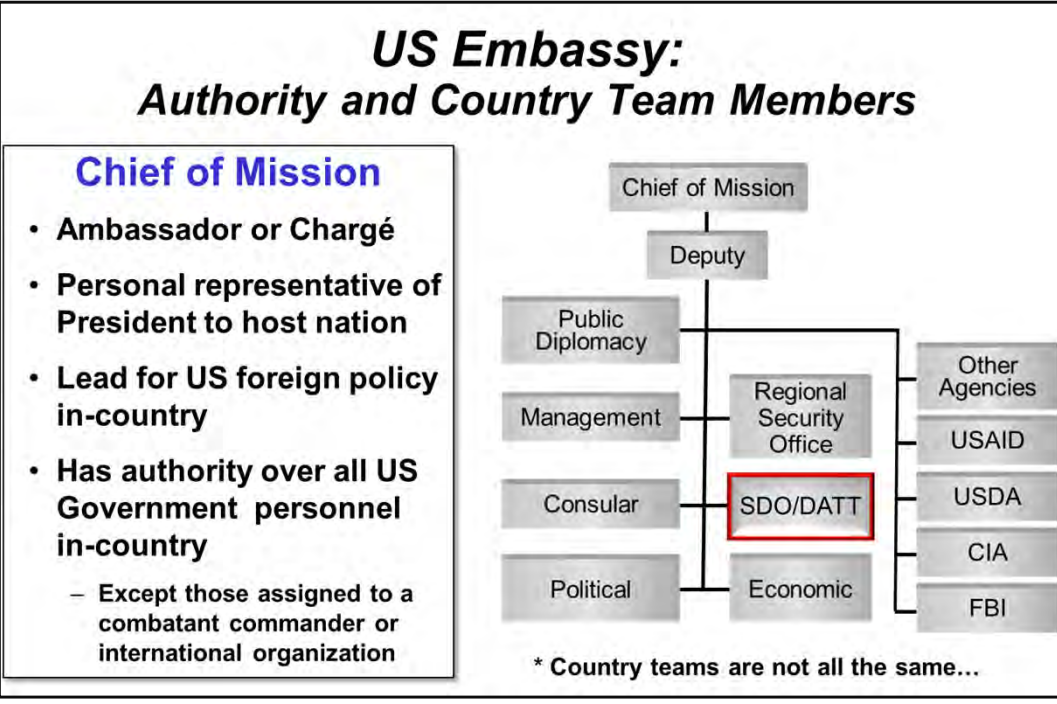 US Embassy:
Authority and Country Team Members
Chief of Mission
• Ambassador or Chargé
• Personal representative of
President to host nation
• Lead for US foreign policy
in-country
• Has authority over all US
Government personnel
in-country
– Except those assigned to a
combatant commander or
international organization
Chief of Mission
Deputy
Public
Diplomacy
Management
Regional
Security
Office
Consular
SDO/DATT
Political
Economic
Other
Agencies
USAID
USDA
CIA
FBI
* Country teams are not all the same…